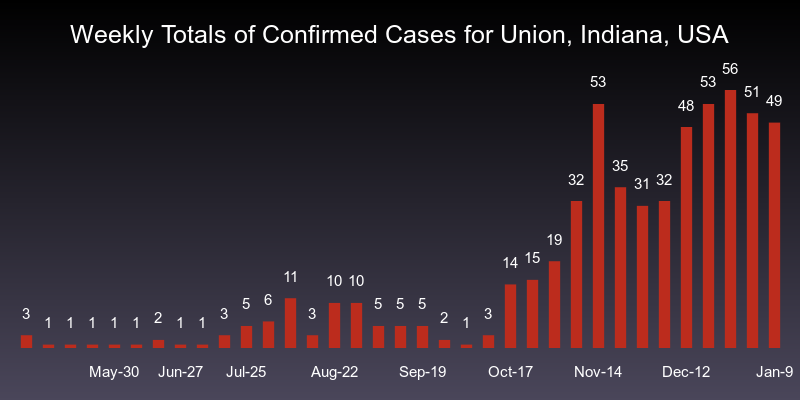 Weekly Totals of Confirmed Cases for Union, Indiana, USA
3 1 1 1 1 1 2 1 1 3 5 6 11 3 10 10 5 5 5 2 1 3 14 15 19 32 53 35 31 32 48 53 56 51 49
May-30 Jun-27 Jul-25 Aug-22 Sep-19 Oct-17 Nov-14 Dec-12 Jan-9